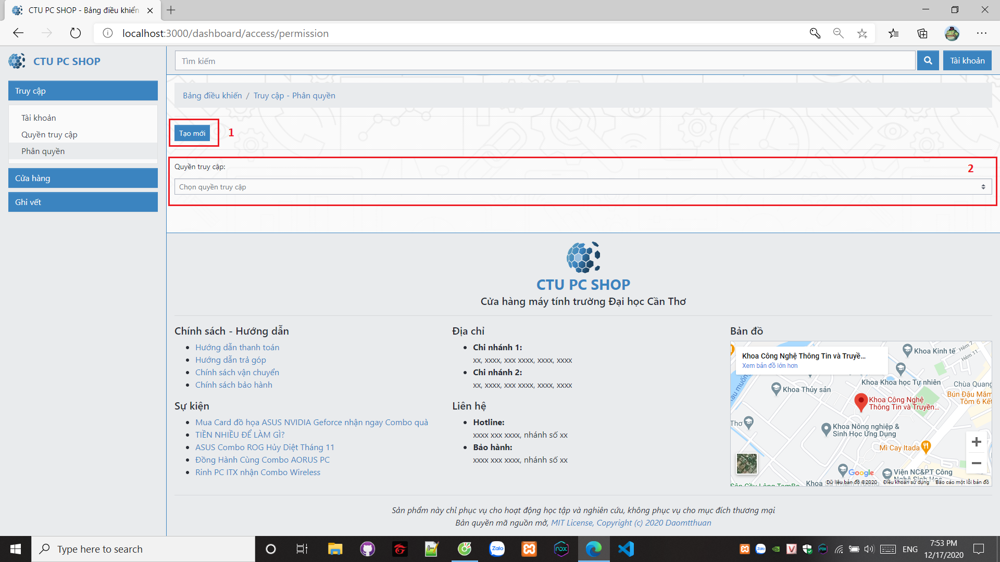 CTU PC SHOP - Bảng điều khiển
localhost:3000/dashboard/access/permission
CTU PC SHOP
Tìm kiếm
Tài khoản
Truy cập
Tài khoản
Quyền truy cập
Phân quyền
Cửa hàng
Ghi vết
Bảng điều khiển / Truy cập - Phân quyền
Tạo mới
1
Quyền truy cập:
2
Chọn quyền truy cập
CTU PC SHOP
Cửa hàng máy tính trường Đại học Cần Thơ
Chính sách - Hướng dẫn
Hướng dẫn thanh toán
Hướng dẫn trả góp
Chính sách vận chuyển
Chính sách bảo hành
Sự kiện
Mua Card đồ họa ASUS NVIDIA Geforce nhận ngay Combo quà
TIỀN NHIỀU ĐỂ LÀM GÌ?
ASUS Combo ROG Hủy Diệt Tháng 11
Đồng Hành Cùng Combo AORUS PC
Rinh PC ITX nhận Combo Wireless
Địa chỉ
Chi nhánh 1:
xx, xxxx, xxx xxxx, xxxx, xxxx
Chi nhánh 2:
xx, xxxx, xxx xxxx, xxxx, xxxx
Liên hệ
Hotline:
xxxx xxx xxxx, nhánh số xx
Bảo hành:
xxxx xxx xxxx, nhánh số xx
Bản đồ
Khoa Công Nghệ Thông Tin và Truyề...
Xem bản đồ lớn hơn
Khoa Kinh tế
Hẻm 7
Hẻm 11
Khoa Khoa học Tự nhiên
Khoa Thủy sản
Chùa Quang
Bún Đậu Mắm
Tôm 6 Ké
Khoa Công Nghệ
Thông Tin và Truyền...
Thơ
Khoa Nông nghiệp &
Sinh Học Ứng Dụng
Mì Cay Itada
Viện NC&PT Công
Google
Khoa
Dữ liệu bản đồ ©2020
Điều khoản sử dụng
Báo cáo một lỗi bản đồ
Sản phẩm này chỉ phục vụ cho hoạt động học tập và nghiên cứu, không phục vụ cho mục đích thương mại
Bản quyền mã nguồn mở, MIT License, Copyright (c) 2020 Daomtthuan
Type here to search
Zalo
nox
ENG
7:53 PM
12/17/2020